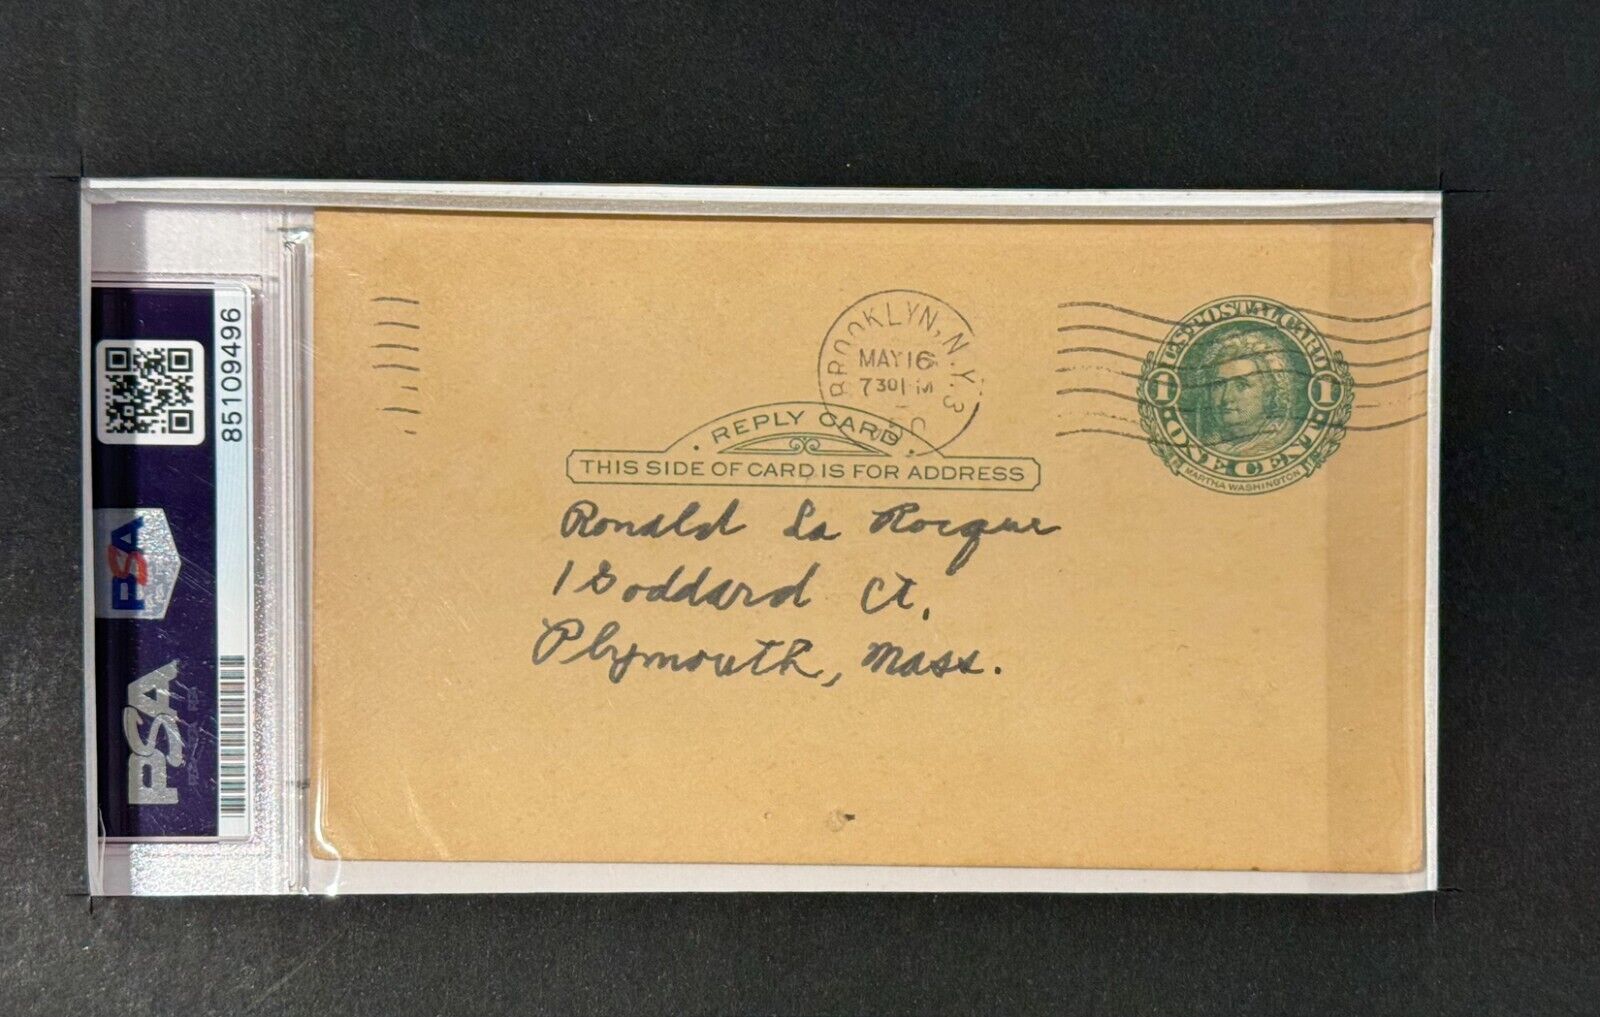 85109496
PSA
PSA
BROOKLYN, N.Y. 3
MAY 16
7 30 PM
U.S. POSTAL CARD
1 1
ONE CENT
MARTHA WASHINGTON
REPLY CARD
THIS SIDE OF CARD IS FOR ADDRESS
Ronald La Rocque
1 Goddard Ct.
Plymouth, Mass.